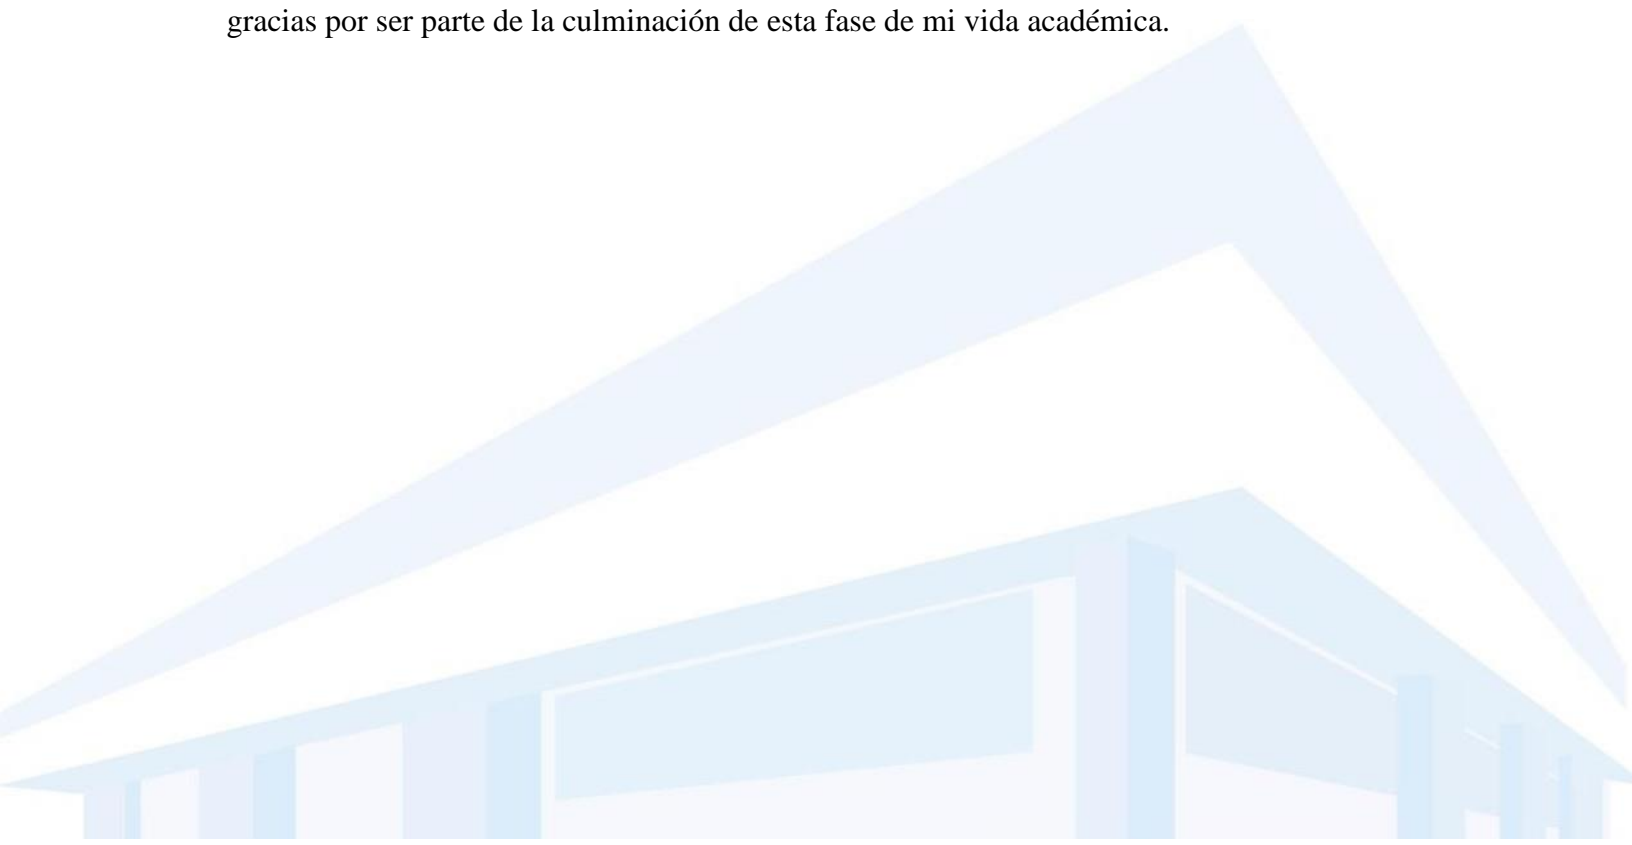 gracias por ser parte de la culminación de esta fase de mi vida académica.